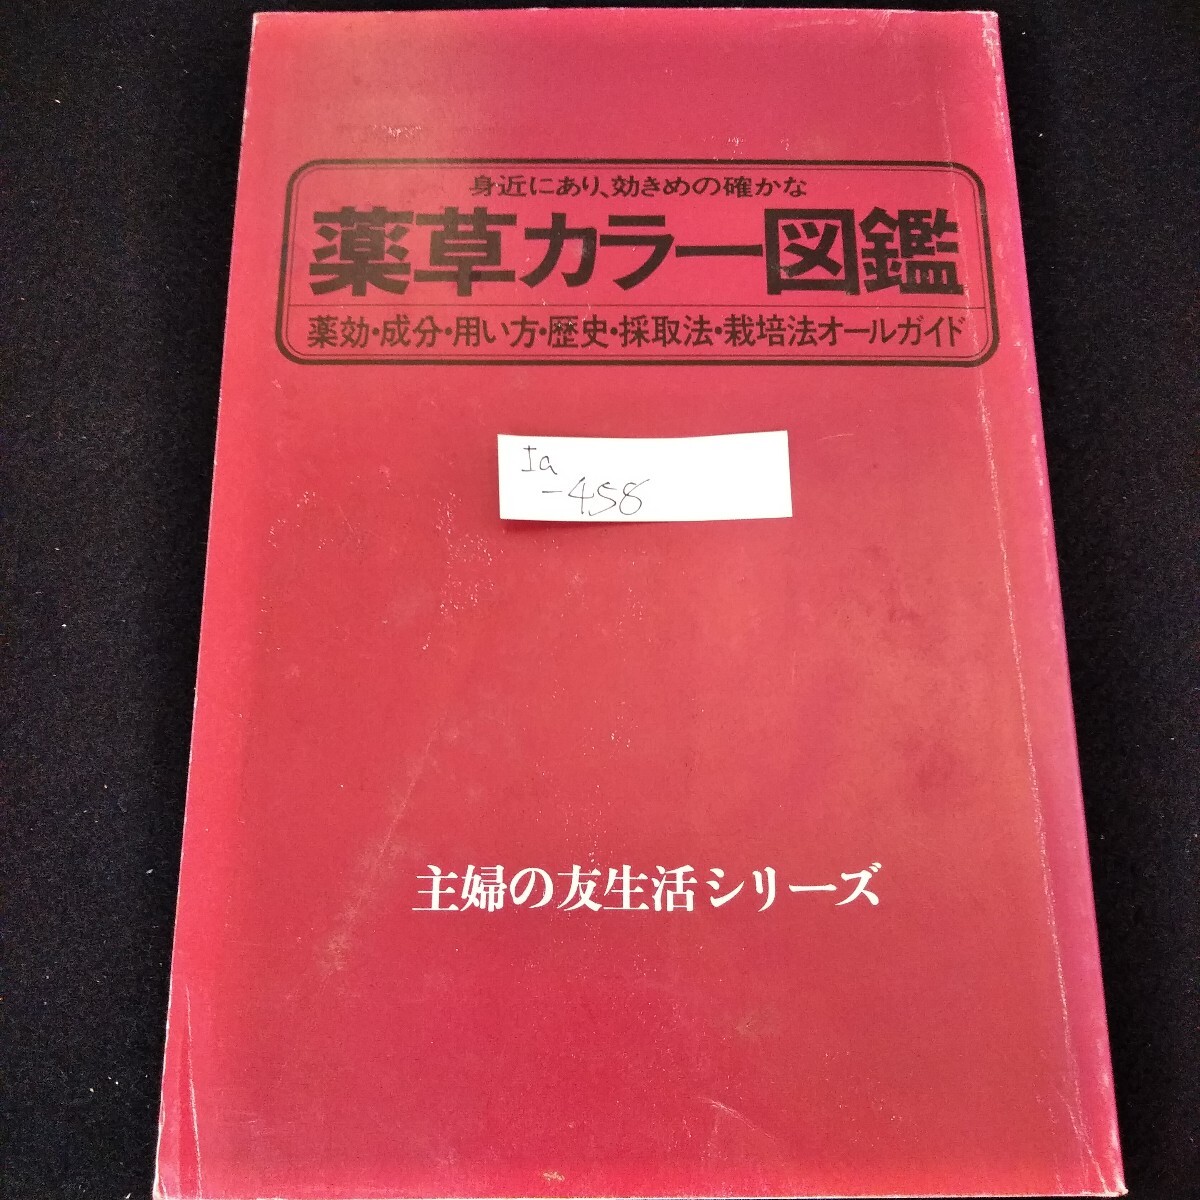 身近にあり、効きめの確かな
薬草カラー図鑑
薬効・成分・用い方・歴史・採取法・栽培法オールガイド
Ia
-458
主婦の友生活シリーズ